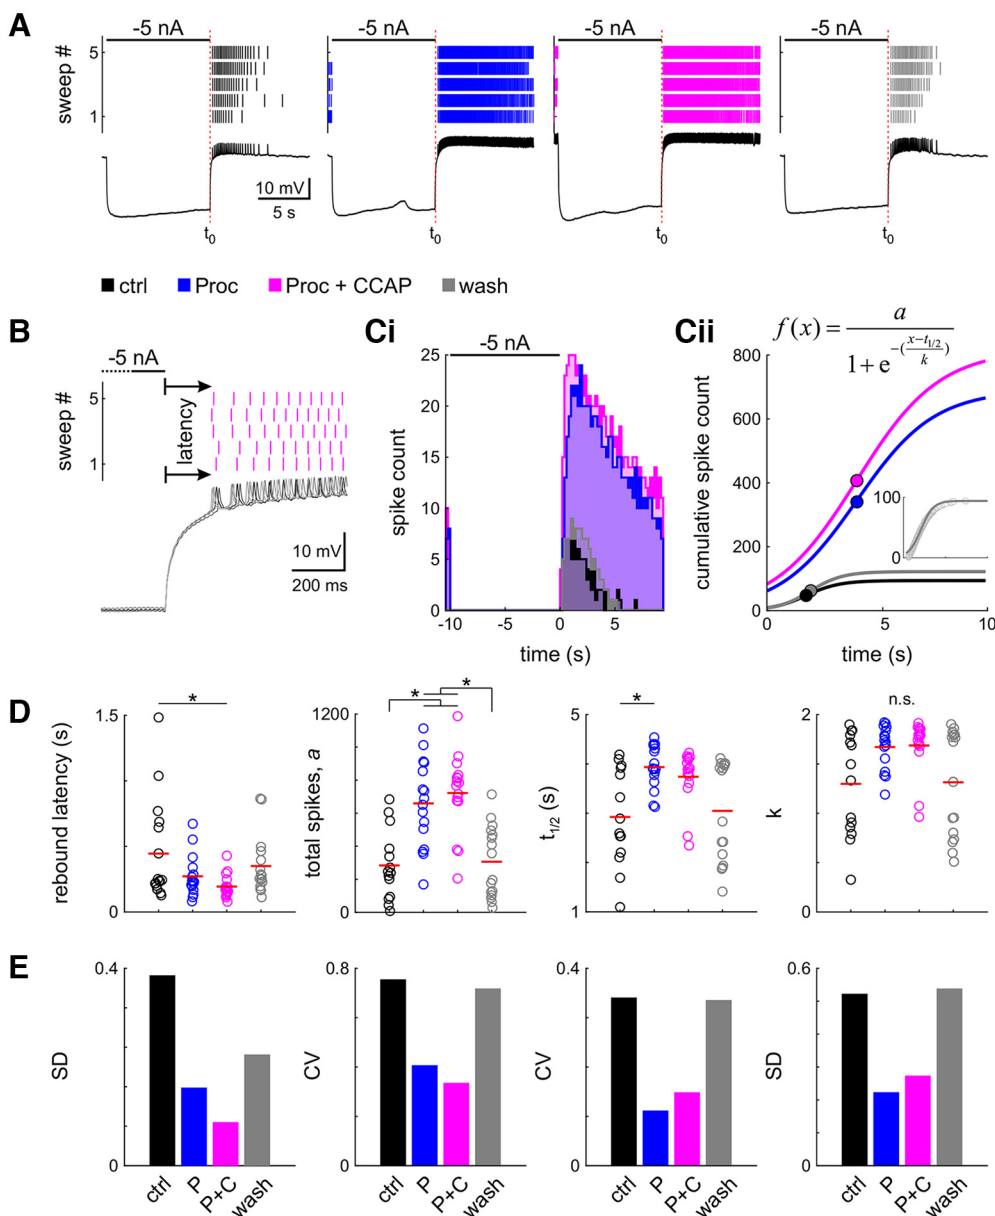 A
-5 nA
-5 nA
-5 nA
-5 nA
sweep #
5
1
10 mV
5 s
t0
t0
t0
t0
ctrl
Proc
Proc + CCAP
wash
B
-5 nA
sweep #
5
1
latency
10 mV
200 ms
Ci
-5 nA
spike count
25
20
15
10
5
0
-10
-5
0
5
time (s)
Cii
f(x)= a / 1+e^-((x-t1/2)/k)
cumulative spike count
800
600
400
200
0
100
0
0
5
10
time (s)
D
rebound latency (s)
1.5
0
*
total spikes, a
1200
0
*
*
t1/2 (s)
5
1
*
k
2
0
n.s.
E
SD
0.4
0
ctrl
P
P+C
wash
CV
0.8
0
ctrl
P
P+C
wash
CV
0.4
0
ctrl
P
P+C
wash
SD
0.6
0
ctrl
P
P+C
wash